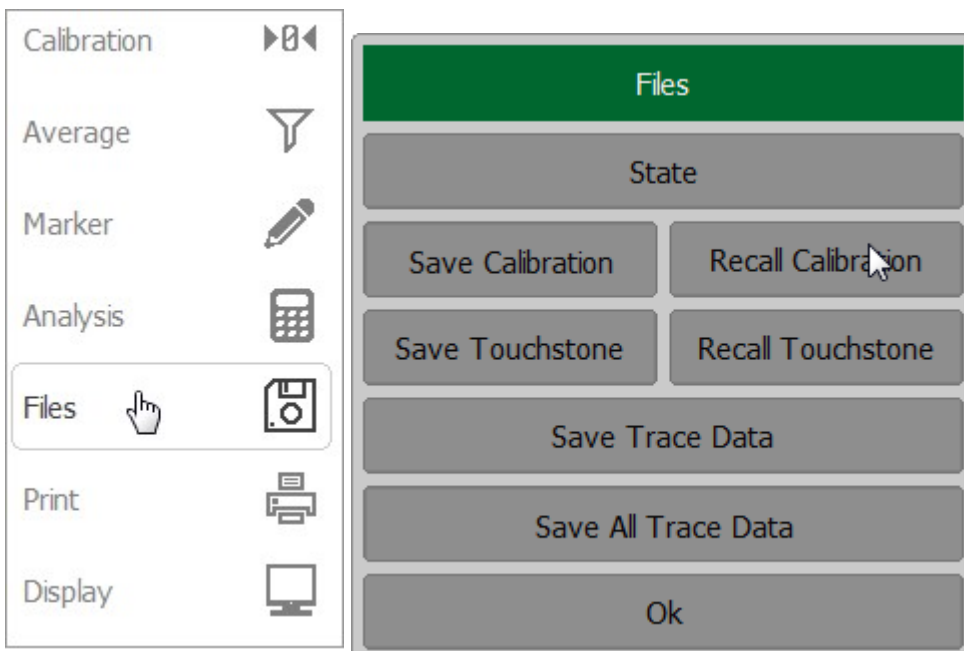 Calibration
Average
Marker
Analysis
Files
Print
Display
Files
State
Save Calibration
Recall Calibration
Save Touchstone
Recall Touchstone
Save Trace Data
Save All Trace Data
Ok